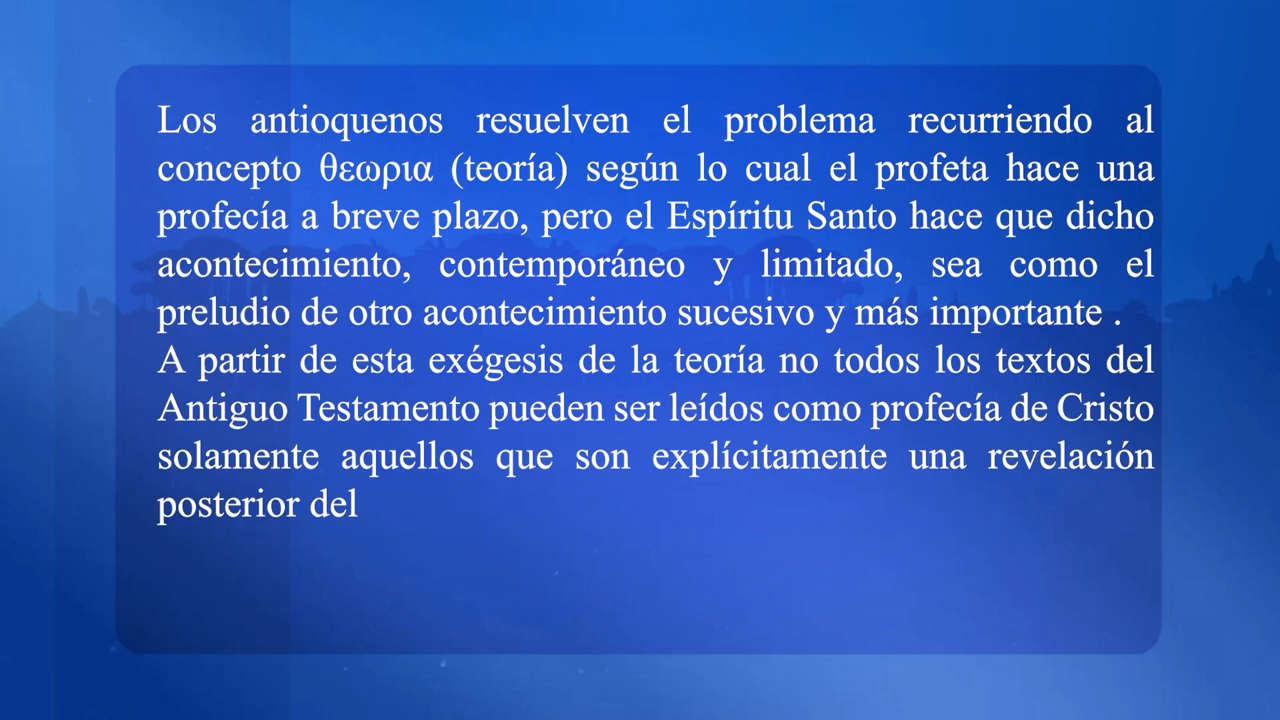 Los antioquenos resuelven el problema recurriendo al
concepto θεωρια (teoría) según lo cual el profeta hace una
profecía a breve plazo, pero el Espíritu Santo hace que dicho
acontecimiento, contemporáneo y limitado, sea como el
preludio de otro acontecimiento sucesivo y más importante .
A partir de esta exégesis de la teoría no todos los textos del
Antiguo Testamento pueden ser leídos como profecía de Cristo
solamente aquellos que son explícitamente una revelación
posterior del